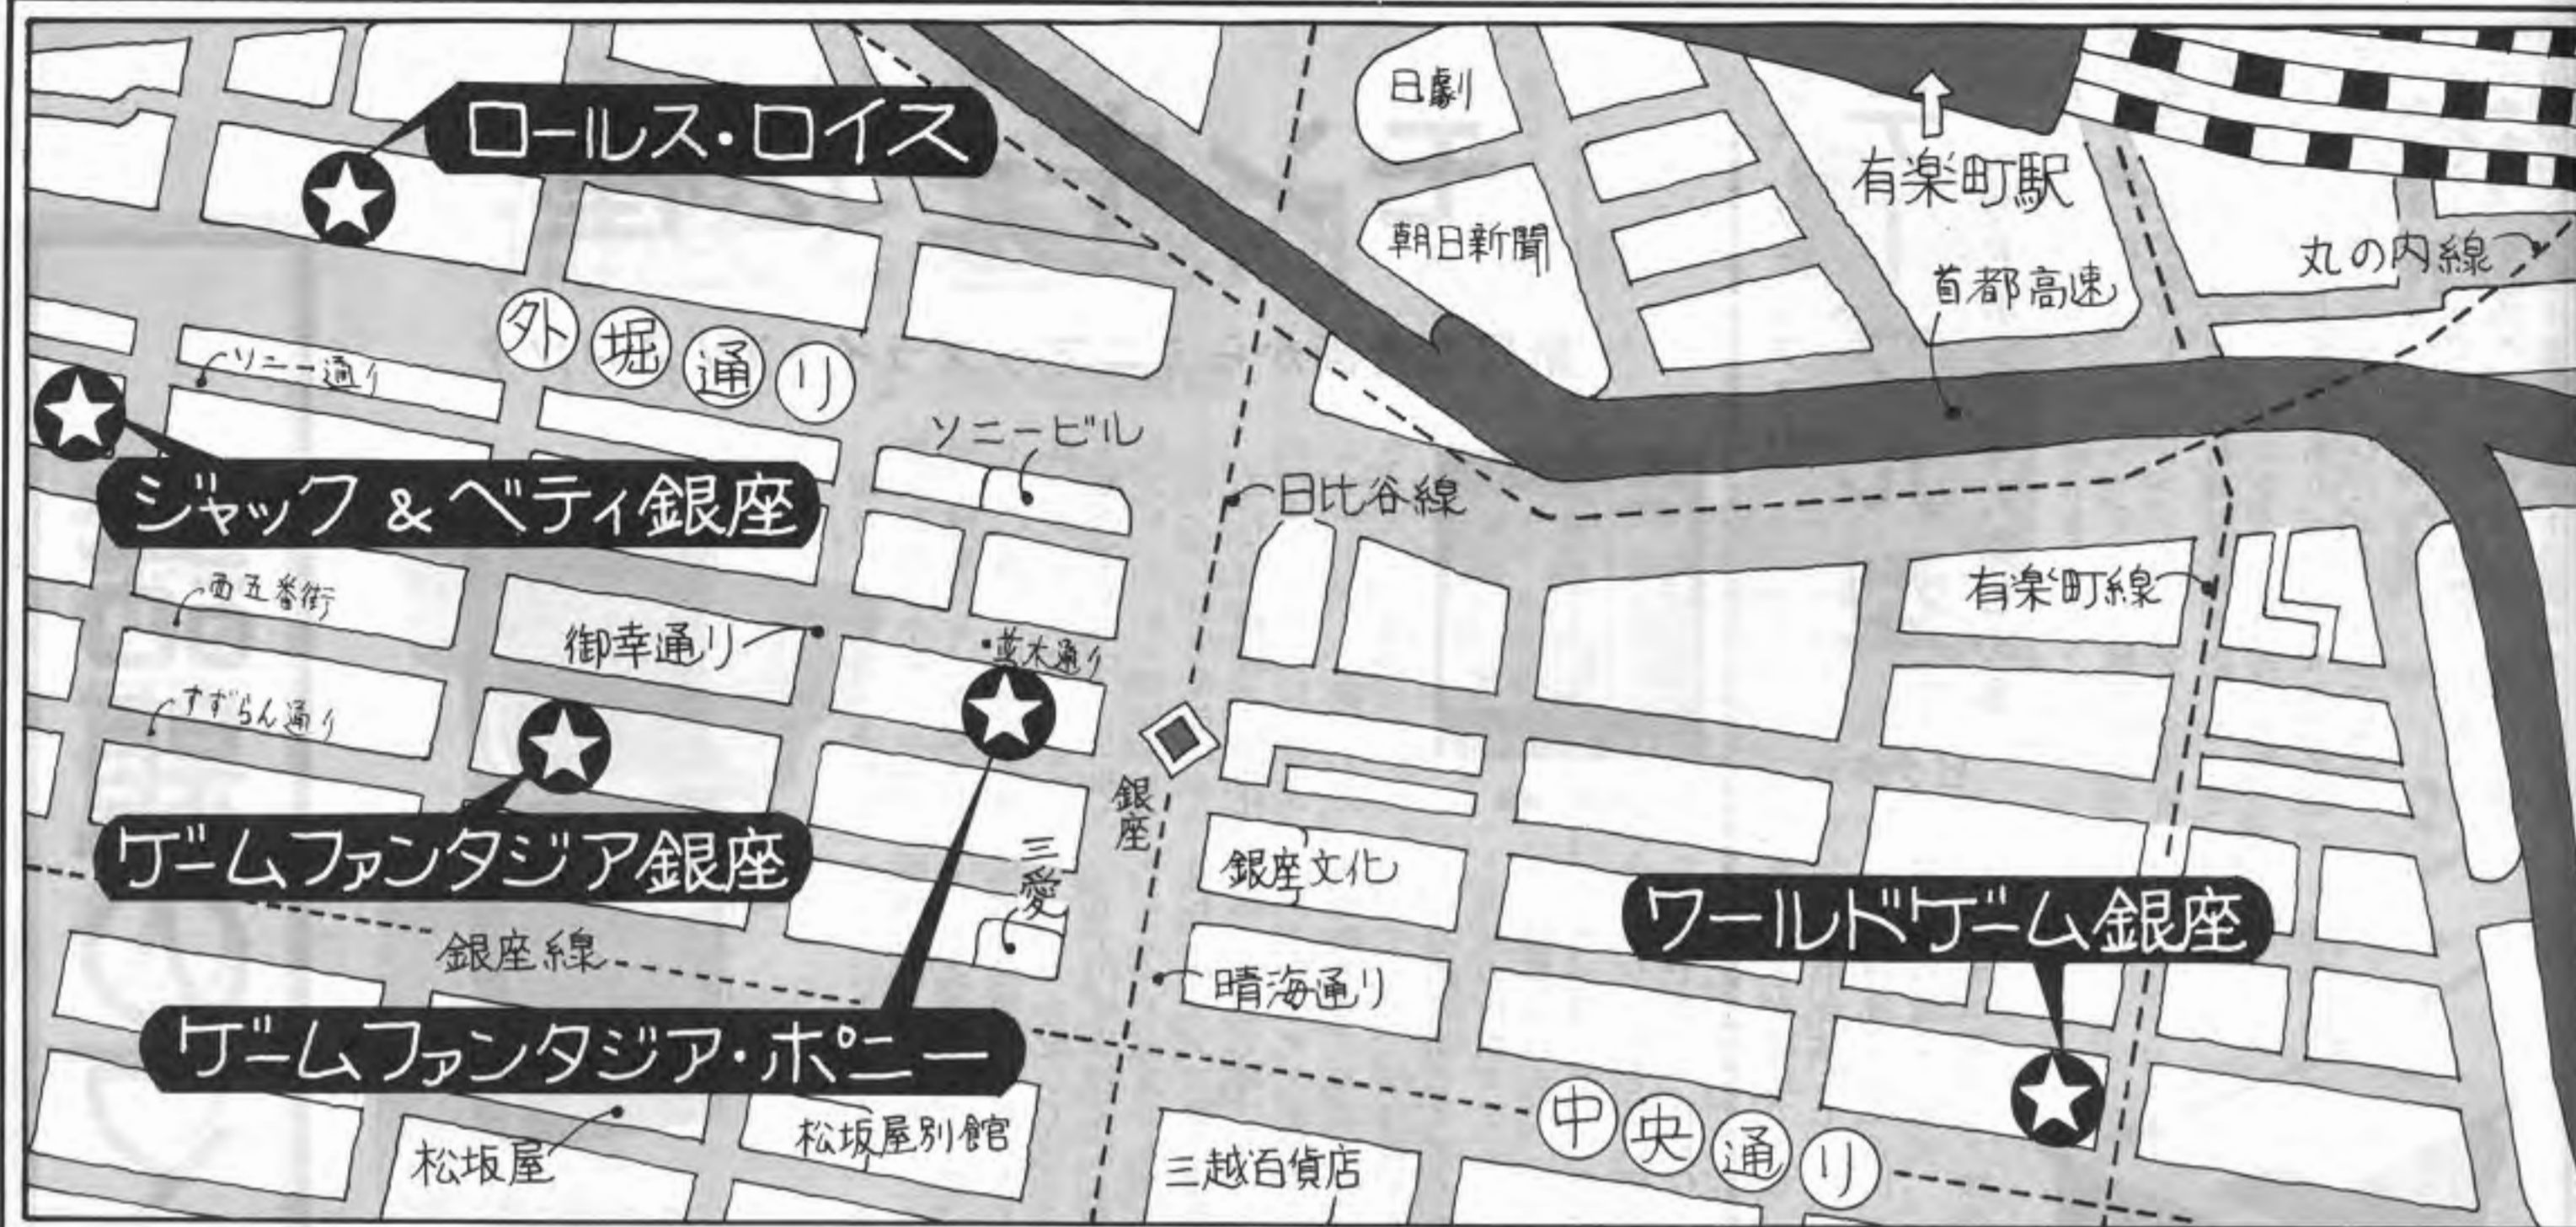 日劇
ロールス・ロイス
有楽町駅
朝日新聞
丸の内線
首都高速
外堀通り
ソニー通り
ソニービル
ジャック&ベティ銀座
日比谷線
西五番街
有楽町線
御幸通り
並木通り
すずらん通り
銀座
三愛
ゲームファンタジア銀座
銀座文化
ワールドゲーム銀座
銀座線
晴海通り
ゲームファンタジア・ポニー
中央通り
松坂屋別館
松坂屋
三越百貨店